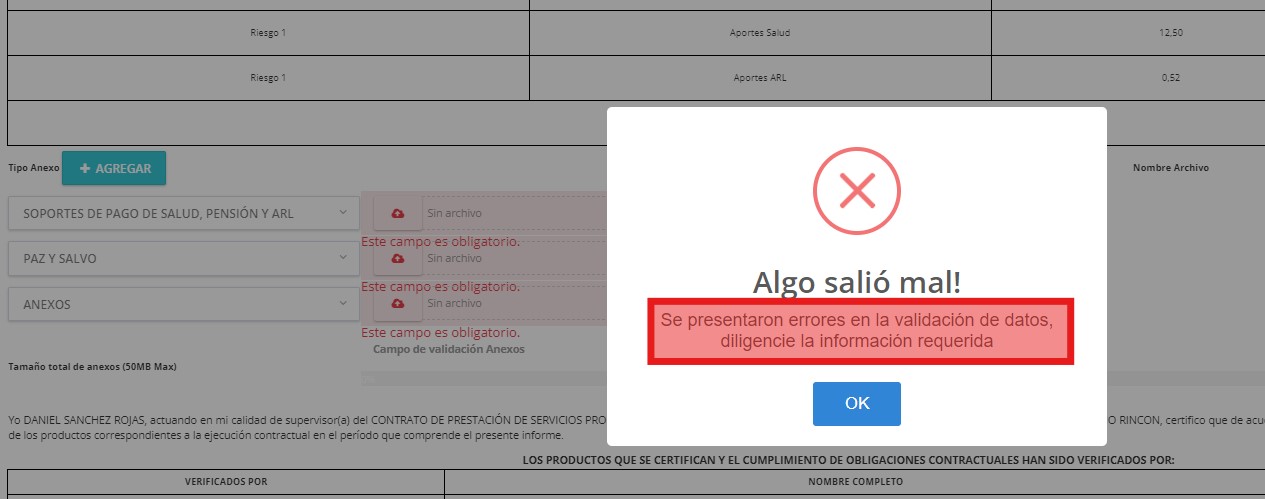 Riesgo 1 Aportes Salud 12,50
Riesgo 1 Aportes ARL 0,52
Tipo Anexo AGREGAR Nombre Archivo
SOPORTES DE PAGO DE SALUD, PENSIÓN Y ARL Sin archivo
Este campo es obligatorio.
PAZ Y SALVO Sin archivo
Este campo es obligatorio.
ANEXOS Sin archivo
Este campo es obligatorio.
Campo de validación Anexos
Tamaño total de anexos (50MB Max)
Algo salió mal!
Se presentaron errores en la validación de datos,
diligencie la información requerida
OK
Yo DANIEL SANCHEZ ROJAS, actuando en mi calidad de supervisor(a) del CONTRATO DE PRESTACIÓN DE SERVICIOS PRO O RINCON, certifico que de acu
de los productos correspondientes a la ejecución contractual en el período que comprende el presente informe.
LOS PRODUCTOS QUE SE CERTIFICAN Y EL CUMPLIMIENTO DE OBLIGACIONES CONTRACTUALES HAN SIDO VERIFICADOS POR:
VERIFICADOS POR NOMBRE COMPLETO